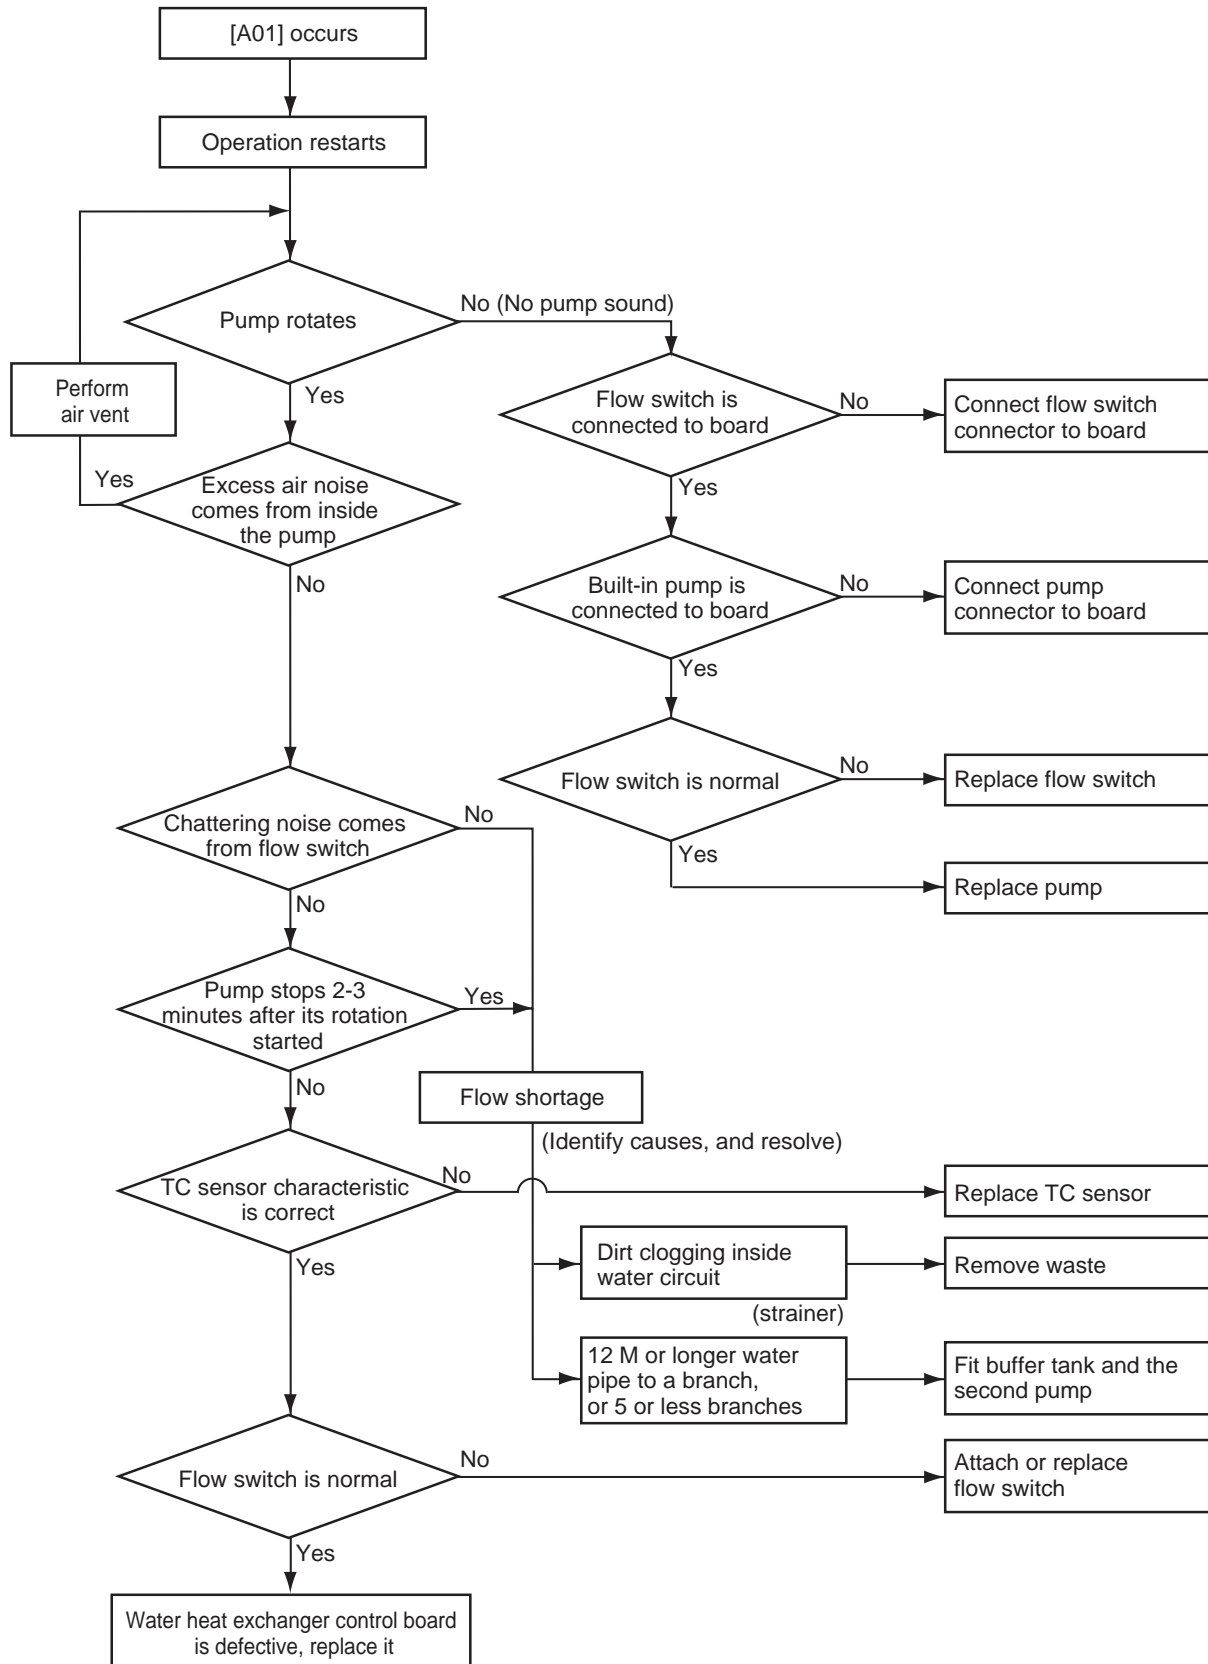 [A01] occurs
Operation restarts
Pump rotates
No (No pump sound)
Yes
Perform
air vent
Flow switch is
connected to board
No
Connect flow switch
connector to board
Yes
Excess air noise
comes from inside
the pump
Yes
No
Built-in pump is
connected to board
No
Connect pump
connector to board
Yes
Flow switch is normal
No
Replace flow switch
Yes
Replace pump
Chattering noise comes
from flow switch
No
No
Pump stops 2-3
minutes after its rotation
started
Yes
No
Flow shortage
(Identify causes, and resolve)
TC sensor characteristic
is correct
No
Replace TC sensor
Yes
Dirt clogging inside
water circuit
(strainer)
Remove waste
12 M or longer water
pipe to a branch,
or 5 or less branches
Fit buffer tank and the
second pump
Flow switch is normal
No
Attach or replace
flow switch
Yes
Water heat exchanger control board
is defective, replace it